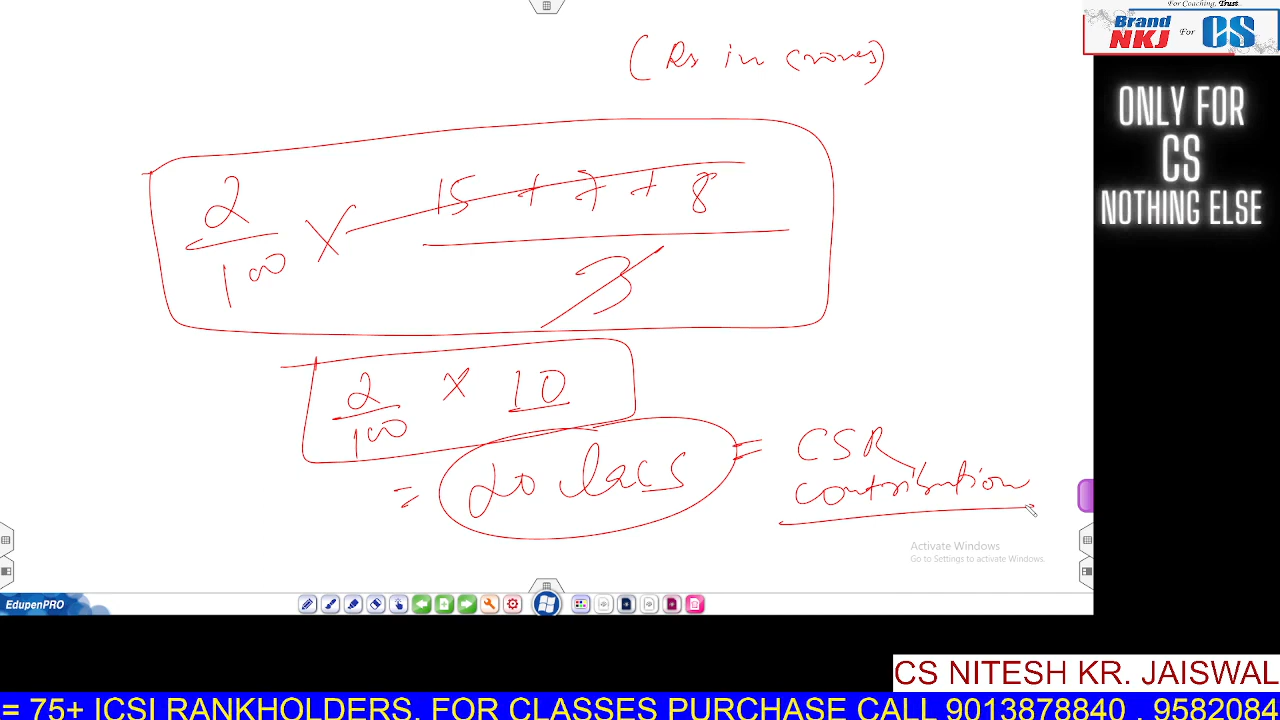 For Coaching, Trust...
Brand
NKJ
For
CS
(Rs in crores)
ONLY FOR
CS
NOTHING ELSE
2/100 × 15 + 7 + 8
3
2/100 × 10
= 20 lacs = CSR
contribution
Activate Windows
Go to Settings to activate Windows.
EdupenPRO
CS NITESH KR. JAISWAL
= 75+ ICSI RANKHOLDERS. FOR CLASSES PURCHASE CALL 9013878840 , 9582084